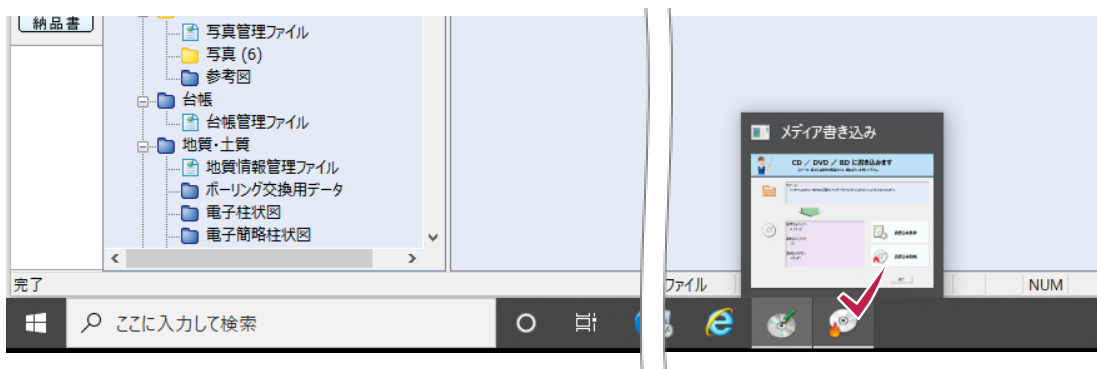 納品書
写真管理ファイル
写真 (6)
参考図
台帳
台帳管理ファイル
地質・土質
地質情報管理ファイル
ボーリング交換用データ
電子柱状図
電子簡略柱状図
メディア書き込み
CD / DVD / BD に書き込みます
完了
ファイル
NUM
ここに入力して検索